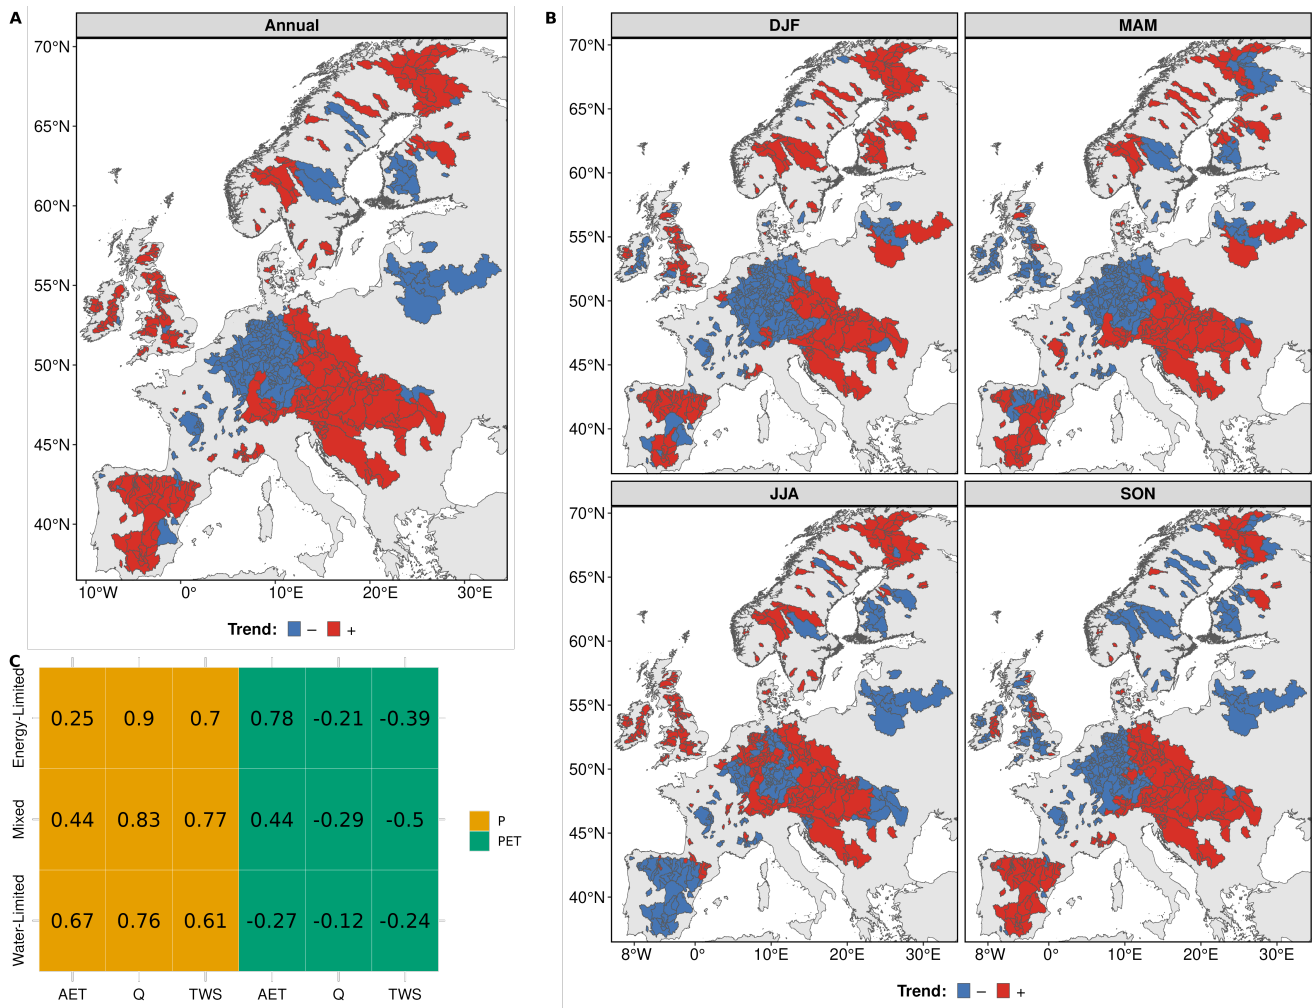 A
Annual
70°N
65°N
60°N
55°N
50°N
45°N
40°N
10°W 0° 10°E 20°E 30°E
Trend: − +
B
DJF MAM
70°N
65°N
60°N
55°N
50°N
45°N
40°N
JJA SON
70°N
65°N
60°N
55°N
50°N
45°N
40°N
8°W 0° 10°E 20°E 30°E 8°W 0° 10°E 20°E 30°E
Trend: − +
C
Energy-Limited 0.25 0.9 0.7 0.78 -0.21 -0.39
Mixed 0.44 0.83 0.77 0.44 -0.29 -0.5
Water-Limited 0.67 0.76 0.61 -0.27 -0.12 -0.24
AET Q TWS AET Q TWS
P
PET